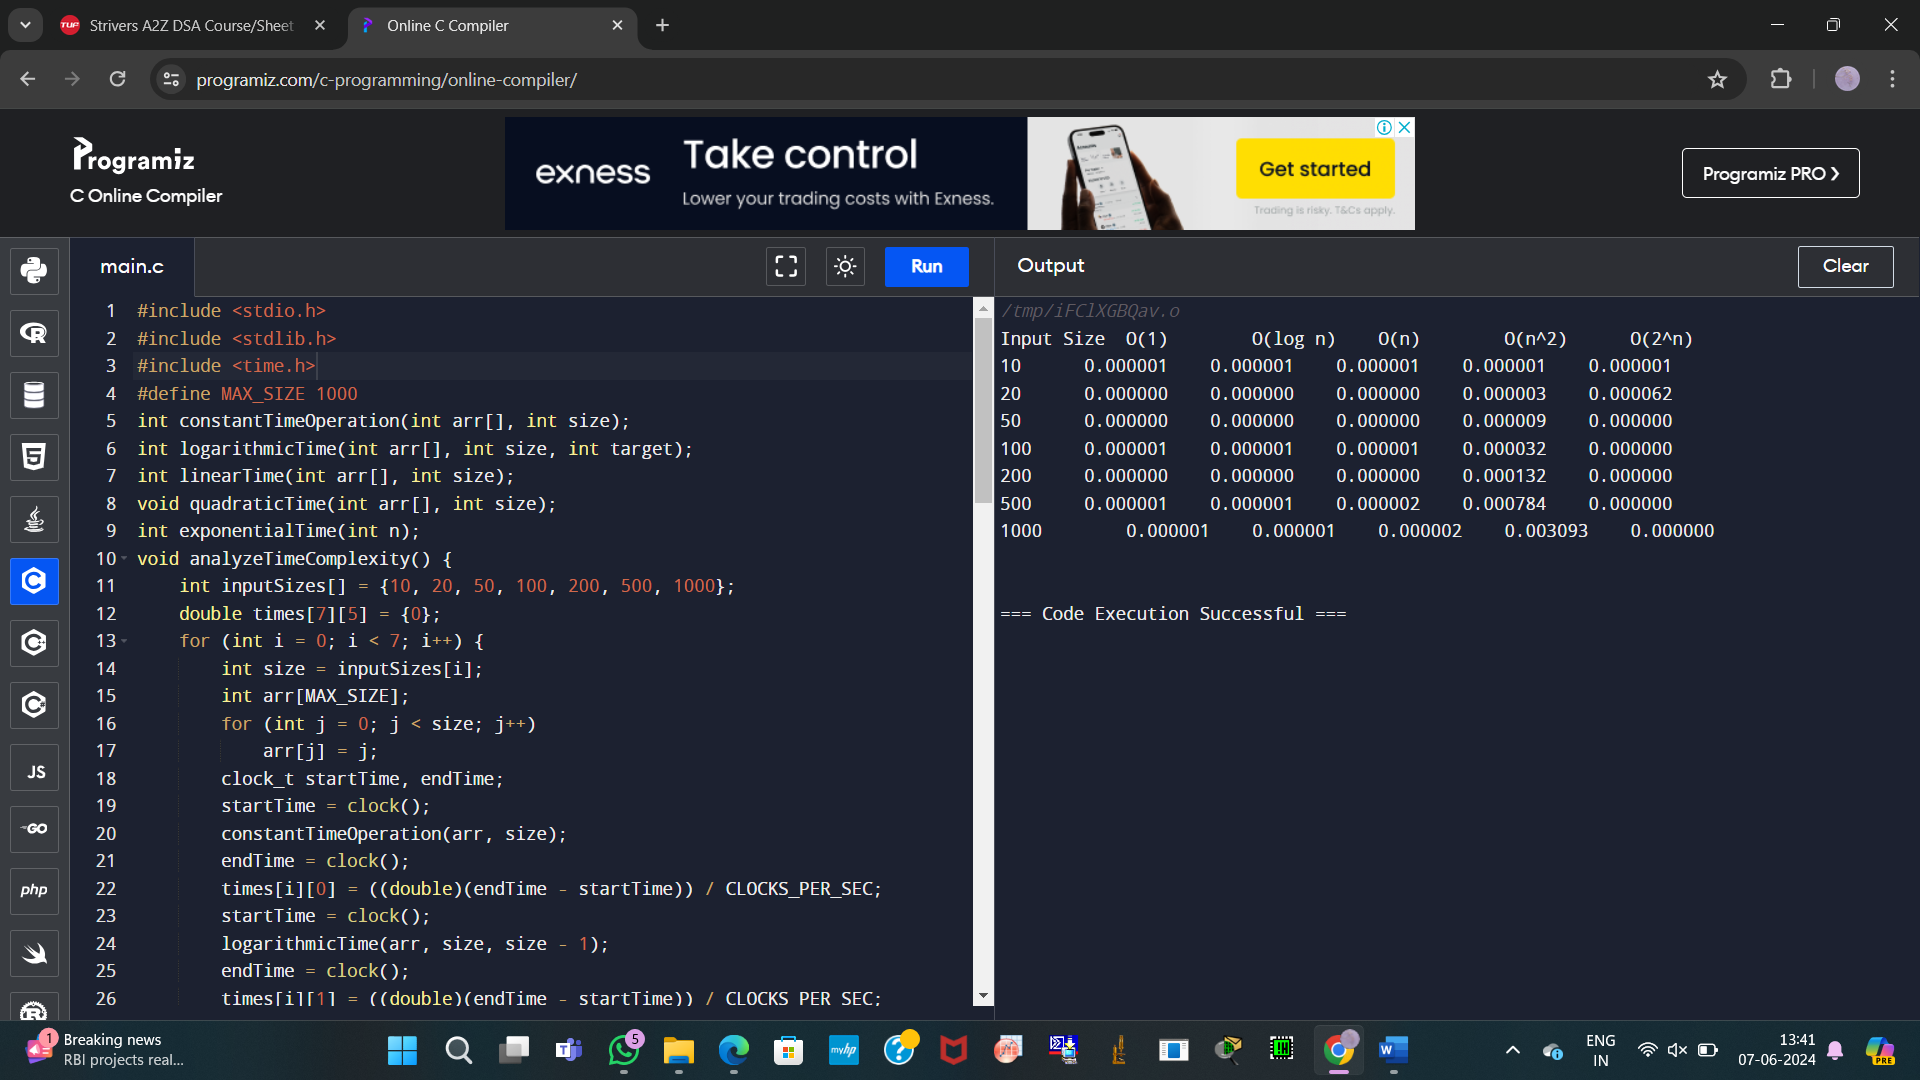 Strivers A2Z DSA Course/Sheet
Online C Compiler
programiz.com/c-programming/online-compiler/
Programiz
C Online Compiler
exness
Take control
Lower your trading costs with Exness.
Get started
Trading is risky. T&Cs apply.
Programiz PRO
main.c
Run
Output
Clear
1 #include <stdio.h>
2 #include <stdlib.h>
3 #include <time.h>
4 #define MAX_SIZE 1000
5 int constantTimeOperation(int arr[], int size);
6 int logarithmicTime(int arr[], int size, int target);
7 int linearTime(int arr[], int size);
8 void quadraticTime(int arr[], int size);
9 int exponentialTime(int n);
10 void analyzeTimeComplexity() {
11 int inputSizes[] = {10, 20, 50, 100, 200, 500, 1000};
12 double times[7][5] = {0};
13 for (int i = 0; i < 7; i++) {
14 int size = inputSizes[i];
15 int arr[MAX_SIZE];
16 for (int j = 0; j < size; j++)
17 arr[j] = j;
18 clock_t startTime, endTime;
19 startTime = clock();
20 constantTimeOperation(arr, size);
21 endTime = clock();
22 times[i][0] = ((double)(endTime - startTime)) / CLOCKS_PER_SEC;
23 startTime = clock();
24 logarithmicTime(arr, size, size - 1);
25 endTime = clock();
26 times[i][1] = ((double)(endTime - startTime)) / CLOCKS_PER_SEC;
/tmp/iFClXGBQav.o
Input Size O(1) O(log n) O(n) O(n^2) O(2^n)
10 0.000001 0.000001 0.000001 0.000001 0.000001
20 0.000000 0.000000 0.000000 0.000003 0.000062
50 0.000000 0.000000 0.000000 0.000009 0.000000
100 0.000001 0.000001 0.000001 0.000032 0.000000
200 0.000000 0.000000 0.000000 0.000132 0.000000
500 0.000001 0.000001 0.000002 0.000784 0.000000
1000 0.000001 0.000001 0.000002 0.003093 0.000000
=== Code Execution Successful ===
JS
GO
php
1
Breaking news
RBI projects real...
5
myhp
ENG
IN
13:41
07-06-2024
PRE